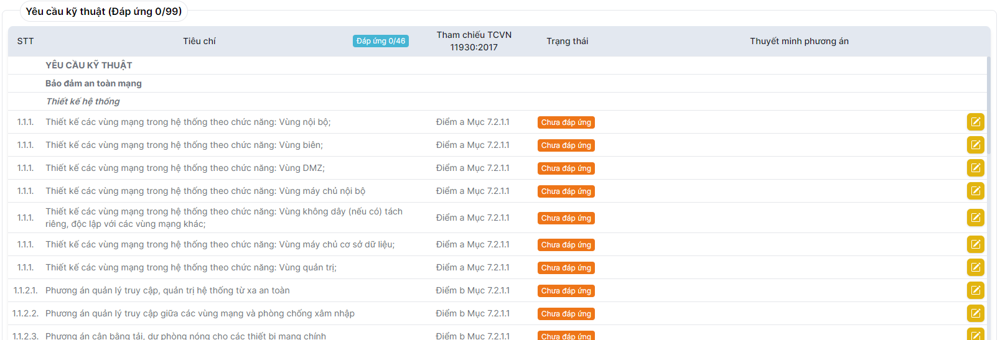 Yêu cầu kỹ thuật (Đáp ứng 0/99)
STT Tiêu chí Đáp ứng 0/46 Tham chiếu TCVN 11930:2017 Trạng thái Thuyết minh phương án
YÊU CẦU KỸ THUẬT
Bảo đảm an toàn mạng
Thiết kế hệ thống
1.1.1. Thiết kế các vùng mạng trong hệ thống theo chức năng: Vùng nội bộ; Điểm a Mục 7.2.1.1 Chưa đáp ứng
1.1.1. Thiết kế các vùng mạng trong hệ thống theo chức năng: Vùng biên; Điểm a Mục 7.2.1.1 Chưa đáp ứng
1.1.1. Thiết kế các vùng mạng trong hệ thống theo chức năng: Vùng DMZ; Điểm a Mục 7.2.1.1 Chưa đáp ứng
1.1.1. Thiết kế các vùng mạng trong hệ thống theo chức năng: Vùng máy chủ nội bộ Điểm a Mục 7.2.1.1 Chưa đáp ứng
1.1.1. Thiết kế các vùng mạng trong hệ thống theo chức năng: Vùng không dây (nếu có) tách
riêng, độc lập với các vùng mạng khác; Điểm a Mục 7.2.1.1 Chưa đáp ứng
1.1.1. Thiết kế các vùng mạng trong hệ thống theo chức năng: Vùng máy chủ cơ sở dữ liệu; Điểm a Mục 7.2.1.1 Chưa đáp ứng
1.1.1. Thiết kế các vùng mạng trong hệ thống theo chức năng: Vùng quản trị; Điểm a Mục 7.2.1.1 Chưa đáp ứng
1.1.2.1. Phương án quản lý truy cập, quản trị hệ thống từ xa an toàn Điểm b Mục 7.2.1.1 Chưa đáp ứng
1.1.2.2. Phương án quản lý truy cập giữa các vùng mạng và phòng chống xâm nhập Điểm b Mục 7.2.1.1 Chưa đáp ứng
1.1.2.3. Phương án cân bằng tải, dự phòng nóng cho các thiết bị mạng chính Điểm b Mục 7.2.1.1 Chưa đáp ứng